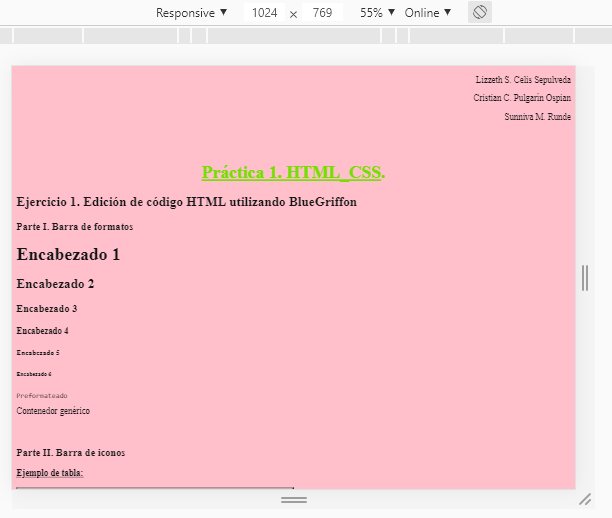 Responsive ▼ 1024 × 769 55% ▼ Online ▼
Lizzeth S. Celis Sepulveda
Cristian C. Pulgarin Ospian
Sunniva M. Runde
Práctica 1. HTML_CSS.
Ejercicio 1. Edición de código HTML utilizando BlueGriffon
Parte I. Barra de formatos
Encabezado 1
Encabezado 2
Encabezado 3
Encabezado 4
Encabezado 5
Encabezado 6
Preformateado
Contenedor genérico
Parte II. Barra de iconos
Ejemplo de tabla: